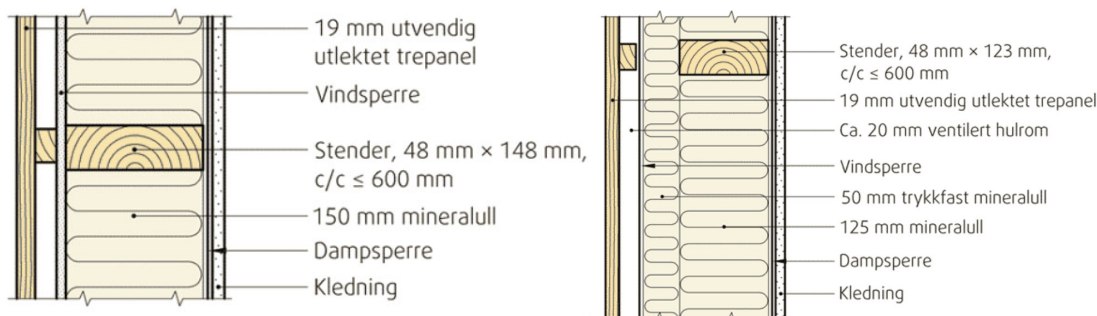 19 mm utvendig
utlektet trepanel
Vindsperre
Stender, 48 mm × 148 mm,
c/c ≤ 600 mm
150 mm mineralull
Dampsperre
Kledning
Stender, 48 mm × 123 mm,
c/c ≤ 600 mm
19 mm utvendig utlektet trepanel
Ca. 20 mm ventilert hulrom
Vindsperre
50 mm trykkfast mineralull
125 mm mineralull
Dampsperre
Kledning